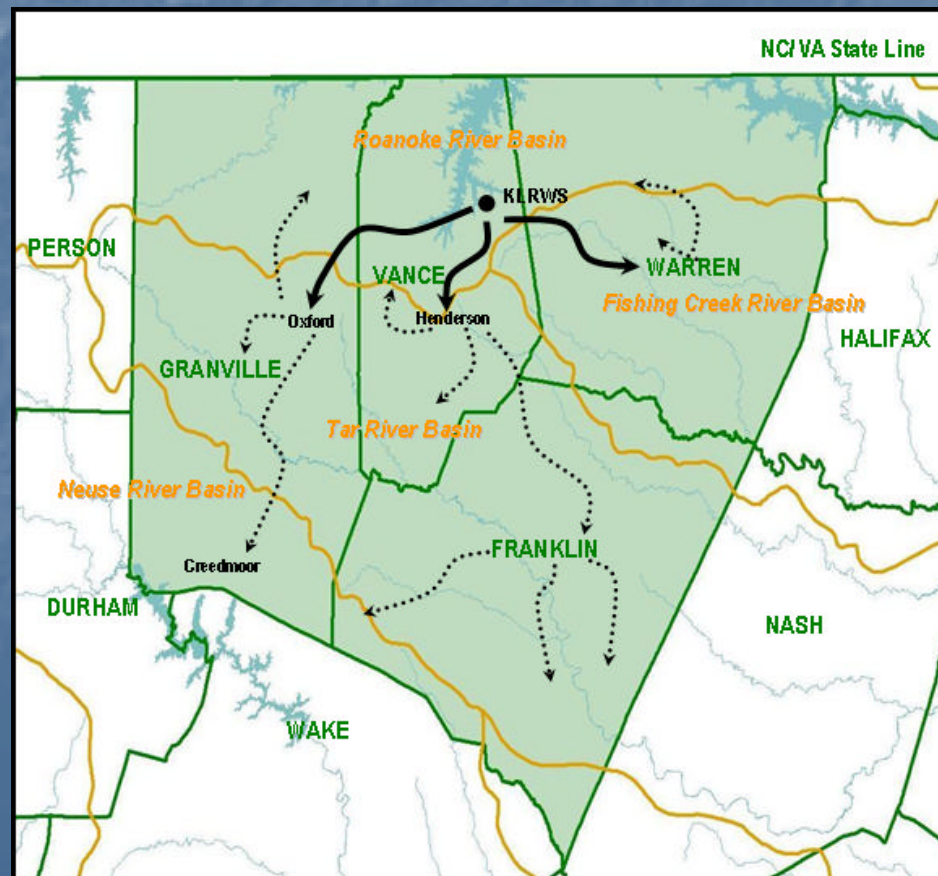 NC/VA State Line
Roanoke River Basin
KLRWS
PERSON
VANCE
WARREN
Fishing Creek River Basin
Oxford
Henderson
HALIFAX
GRANVILLE
Tar River Basin
Neuse River Basin
FRANKLIN
Creedmoor
DURHAM
NASH
WAKE